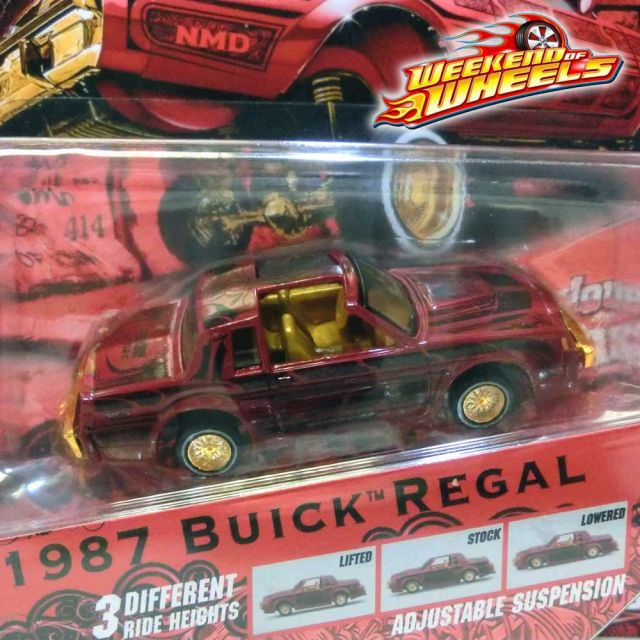 NMD
WEEKEND OF
WHEELS
414
1987 BUICK™ REGAL
3 DIFFERENT
RIDE HEIGHTS
LIFTED
STOCK
LOWERED
ADJUSTABLE SUSPENSION